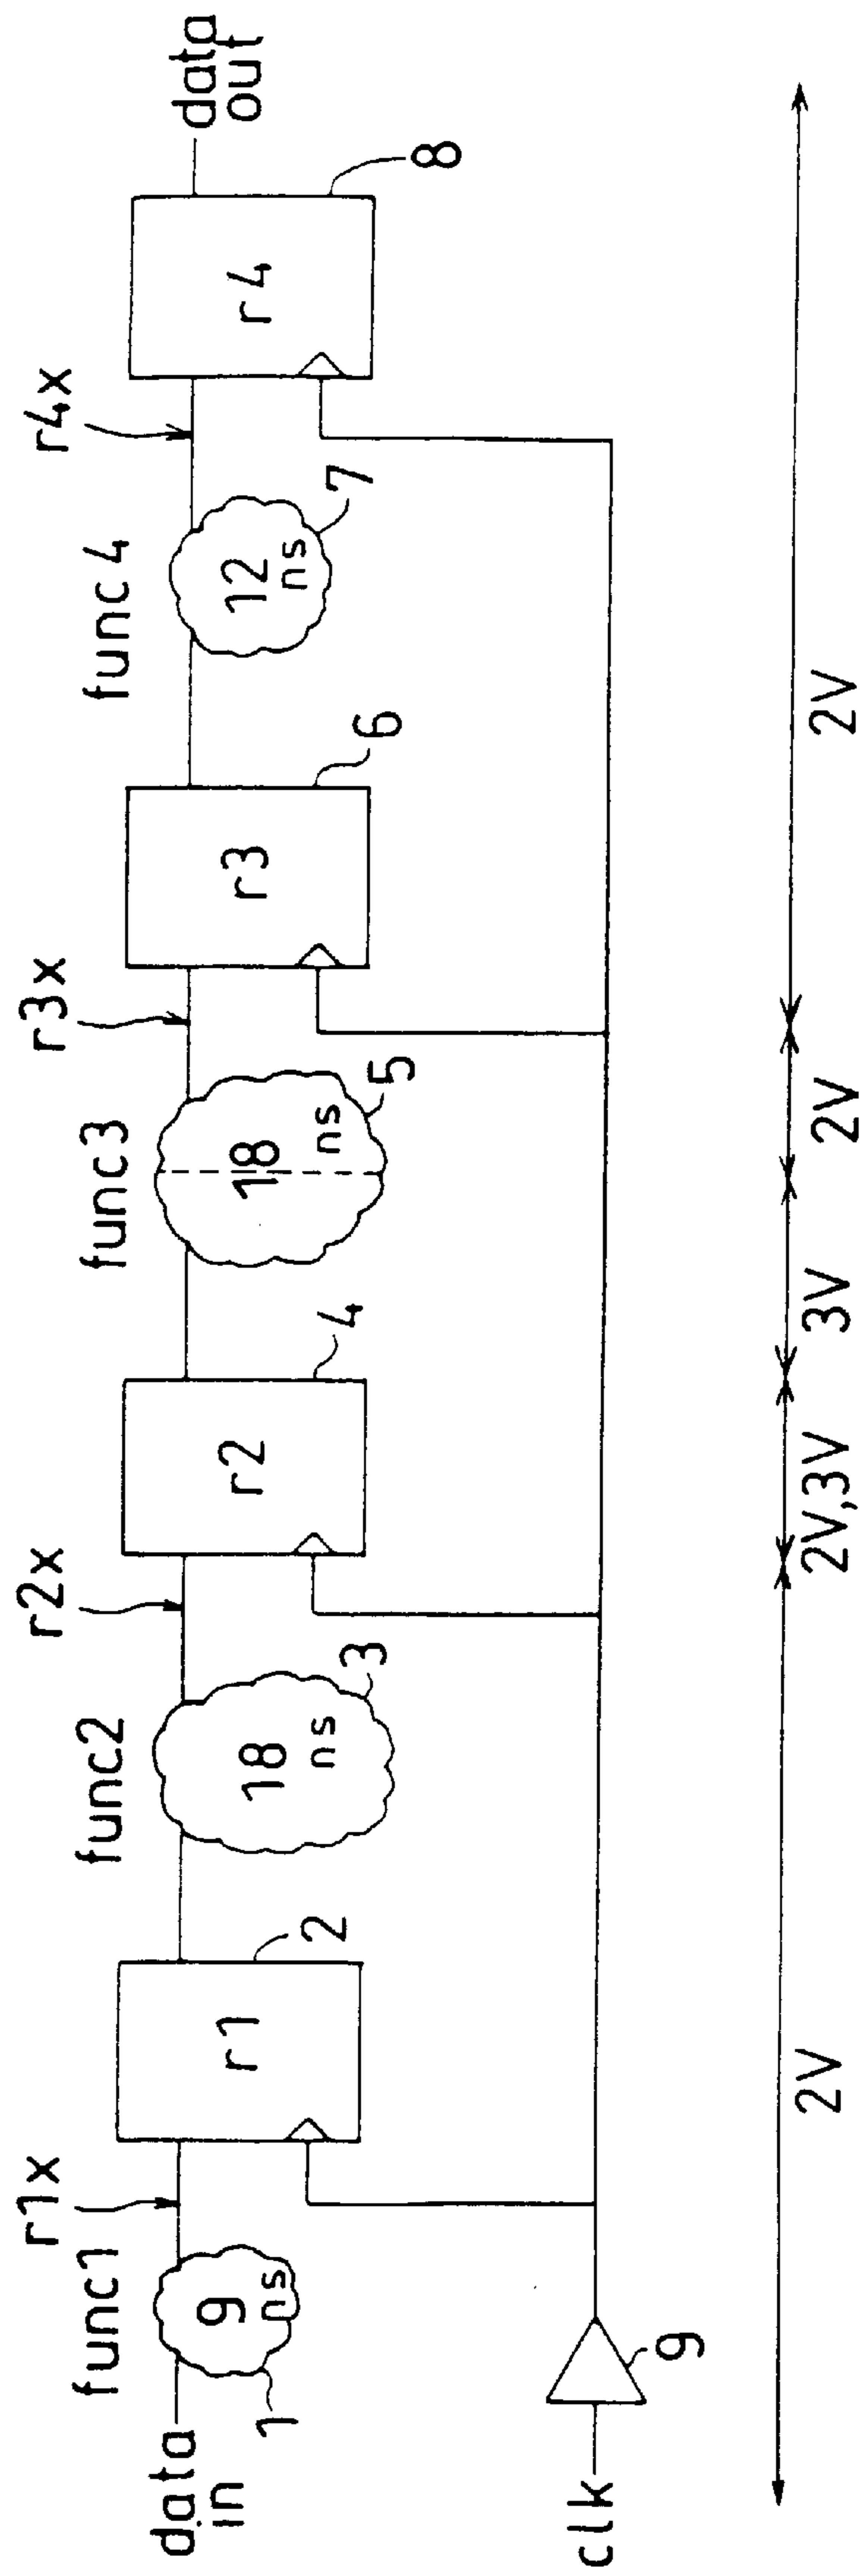 data
in
func1
9
ns
1
r1x
r1
2
func2
18
ns
3
r2x
r2
4
func3
18
ns
5
r3x
r3
6
func4
12
ns
7
r4x
r4
8
data
out
clk
9
2V
2V,3V
3V
2V
2V